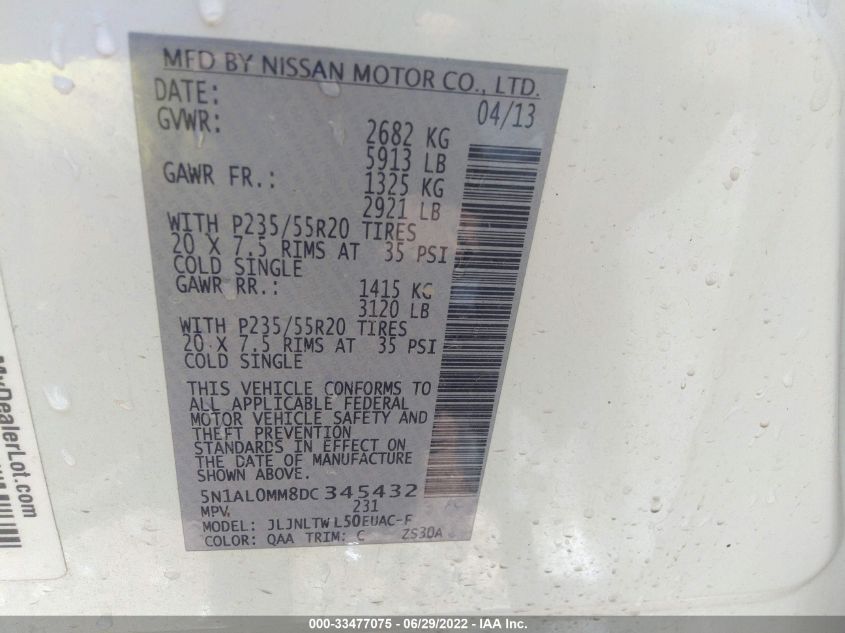 MFD BY NISSAN MOTOR CO., LTD.
DATE: 04/13
GVWR: 2682 KG
5913 LB
GAWR FR.: 1325 KG
2921 LB
WITH P235/55R20 TIRES
20 X 7.5 RIMS AT 35 PSI
COLD SINGLE
GAWR RR.: 1415 KG
3120 LB
WITH P235/55R20 TIRES
20 X 7.5 RIMS AT 35 PSI
COLD SINGLE
THIS VEHICLE CONFORMS TO
ALL APPLICABLE FEDERAL
MOTOR VEHICLE SAFETY AND
THEFT PREVENTION
STANDARDS IN EFFECT ON
THE DATE OF MANUFACTURE
SHOWN ABOVE.
5N1AL0MM8DC345432
MPV 231
MODEL: JLJNLTWL50EUAC-F
COLOR: QAA TRIM: C ZS30A
MyDealerLot.com
000-33477075 - 06/29/2022 - IAA Inc.